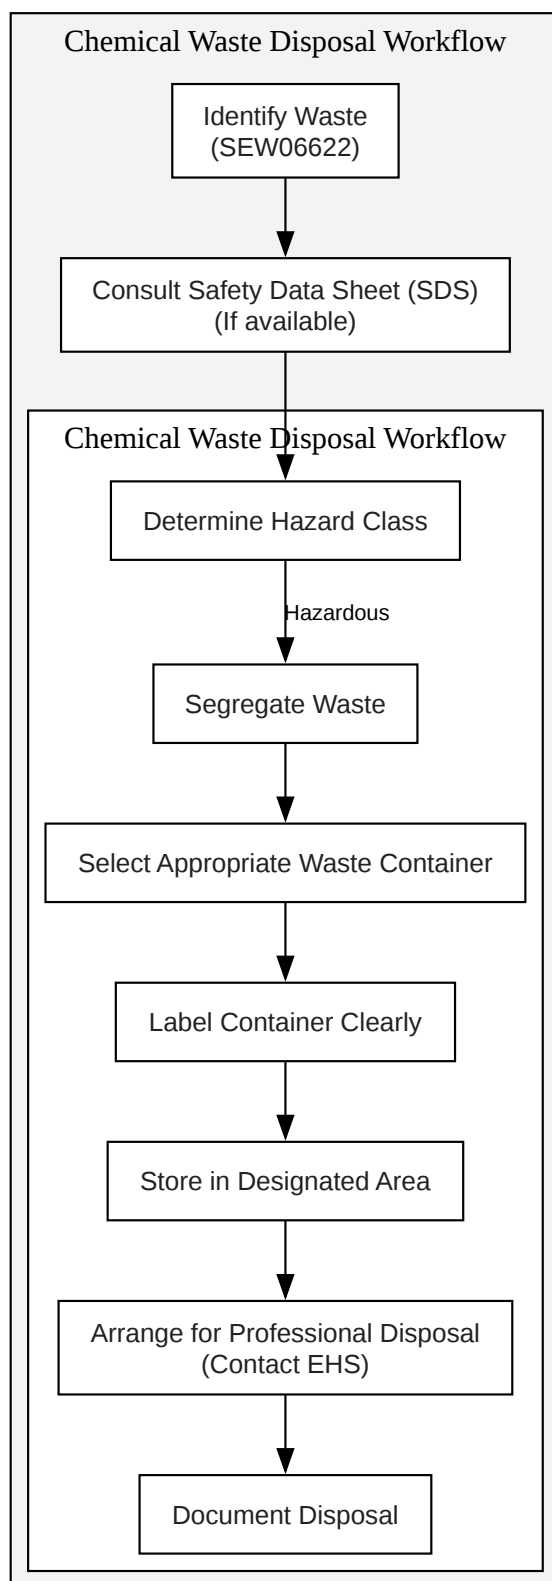 Chemical Waste Disposal Workflow
Identify Waste
(SEW06622)
Consult Safety Data Sheet (SDS)
(If available)
Chemical Waste Disposal Workflow
Determine Hazard Class
Hazardous
Segregate Waste
Select Appropriate Waste Container
Label Container Clearly
Store in Designated Area
Arrange for Professional Disposal
(Contact EHS)
Document Disposal